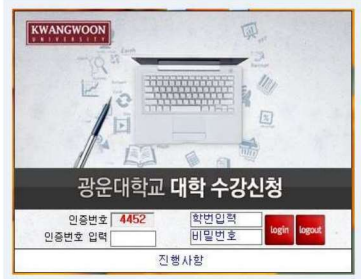 KWANGWOON
UNIVERSITY
광운대학교 대학 수강신청
인증번호 4452 학번입력
인증번호 입력 비밀번호
login logout
진행사항